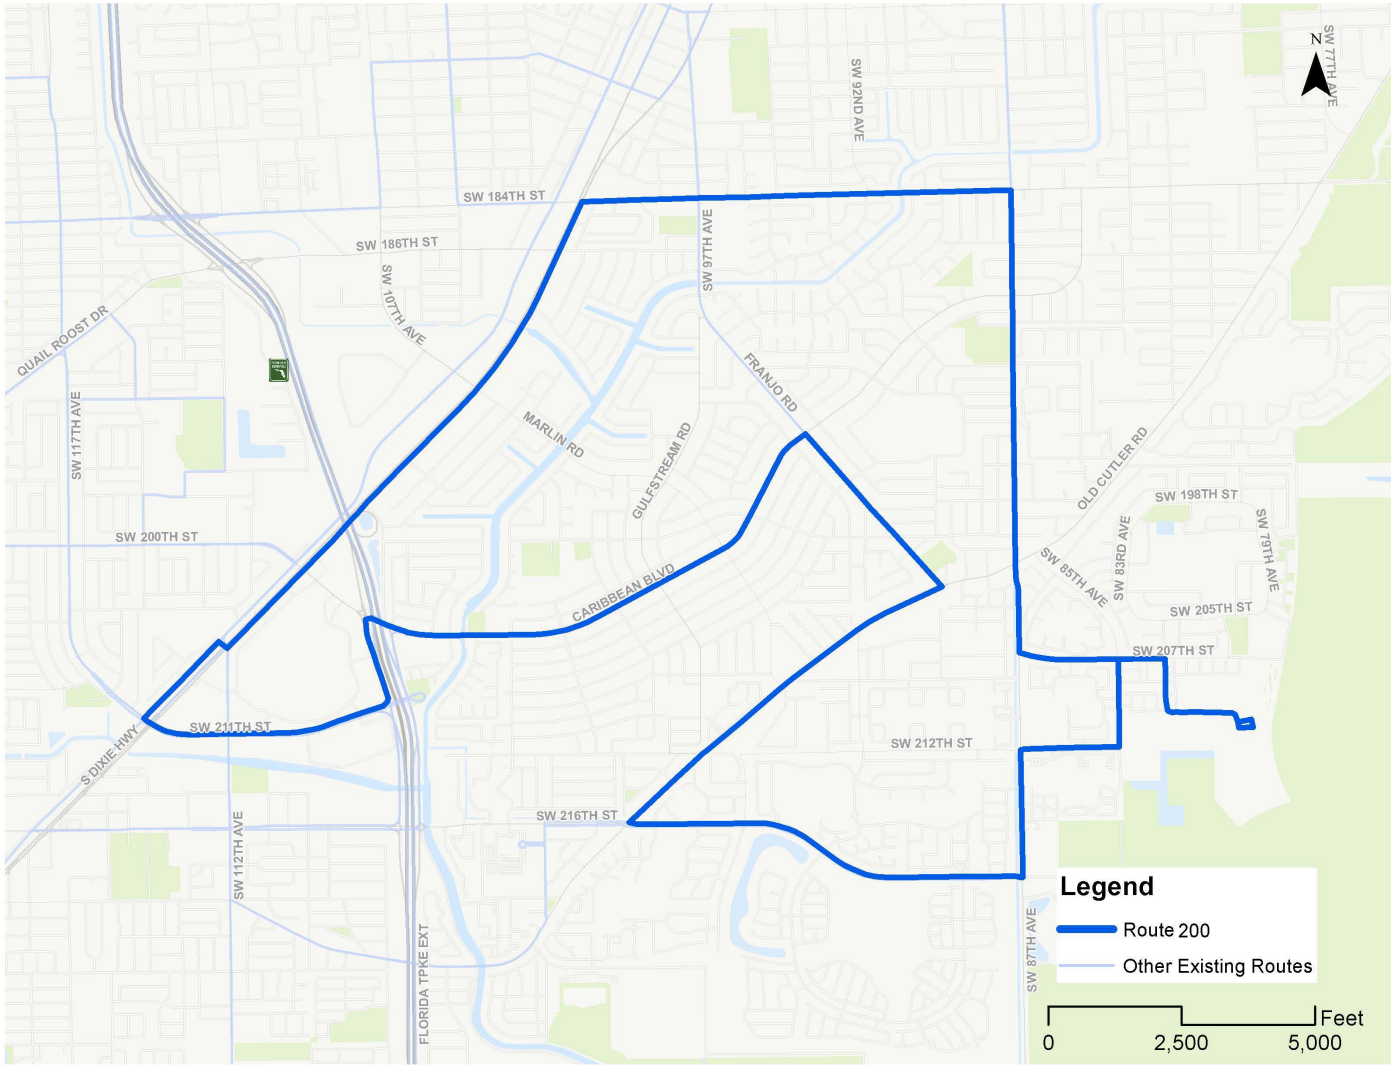 N
SW 77TH AVE
SW 92ND AVE
SW 184TH ST
SW 186TH ST
SW 97TH AVE
SW 107TH AVE
QUAIL ROOST DR
FRANJO RD
SW 117TH AVE
MARLIN RD
GULFSTREAM RD
OLD CUTLER RD
SW 198TH ST
SW 200TH ST
SW 83RD AVE
SW 79TH AVE
SW 85TH AVE
CARIBBEAN BLVD
SW 205TH ST
SW 207TH ST
SW 211TH ST
S DIXIE HWY
SW 212TH ST
SW 216TH ST
SW 112TH AVE
FLORIDA TPKE EXT
SW 87TH AVE
Legend
Route 200
Other Existing Routes
Feet
0 2,500 5,000